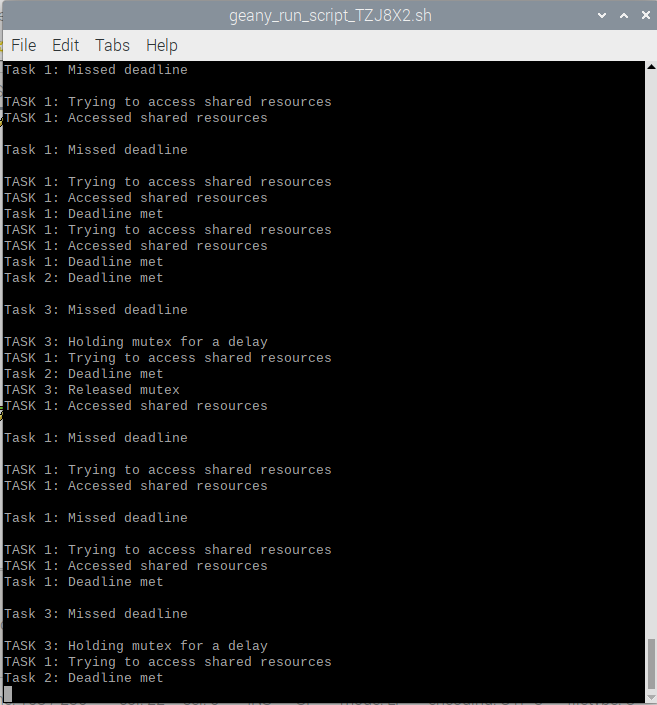 geany_run_script_TZJ8X2.sh
File Edit Tabs Help
Task 1: Missed deadline
TASK 1: Trying to access shared resources
TASK 1: Accessed shared resources
Task 1: Missed deadline
TASK 1: Trying to access shared resources
TASK 1: Accessed shared resources
Task 1: Deadline met
TASK 1: Trying to access shared resources
TASK 1: Accessed shared resources
Task 1: Deadline met
Task 2: Deadline met
Task 3: Missed deadline
TASK 3: Holding mutex for a delay
TASK 1: Trying to access shared resources
Task 2: Deadline met
TASK 3: Released mutex
TASK 1: Accessed shared resources
Task 1: Missed deadline
TASK 1: Trying to access shared resources
TASK 1: Accessed shared resources
Task 1: Missed deadline
TASK 1: Trying to access shared resources
TASK 1: Accessed shared resources
Task 1: Deadline met
Task 3: Missed deadline
TASK 3: Holding mutex for a delay
TASK 1: Trying to access shared resources
Task 2: Deadline met